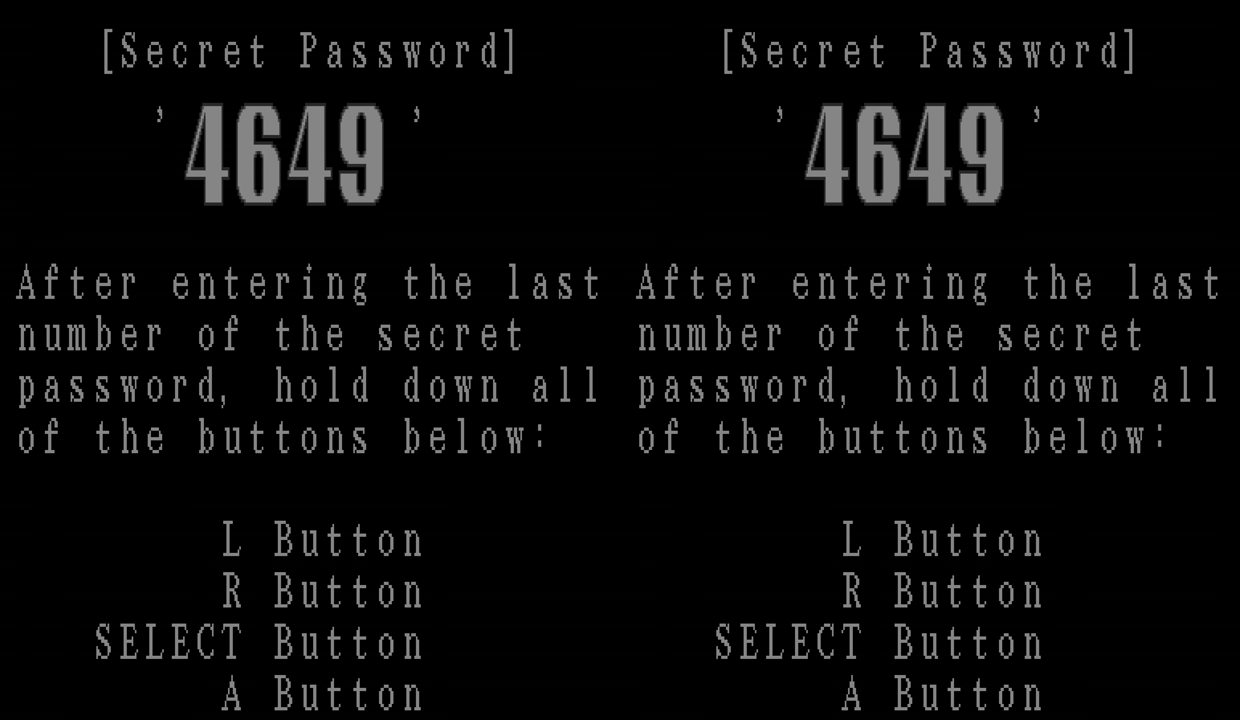 [Secret Password]
' 4649 '
After entering the last
number of the secret
password, hold down all
of the buttons below:
L Button
R Button
SELECT Button
A Button
[Secret Password]
' 4649 '
After entering the last
number of the secret
password, hold down all
of the buttons below:
L Button
R Button
SELECT Button
A Button